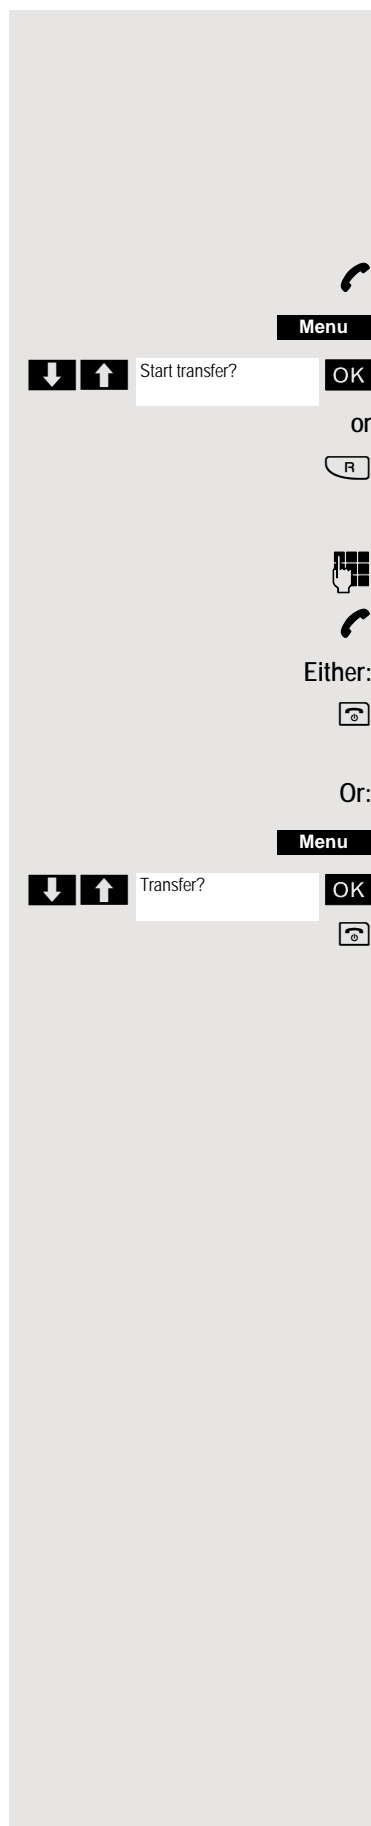 Menu
Start transfer? OK
or
R
Either:
Or:
Menu
Transfer? OK